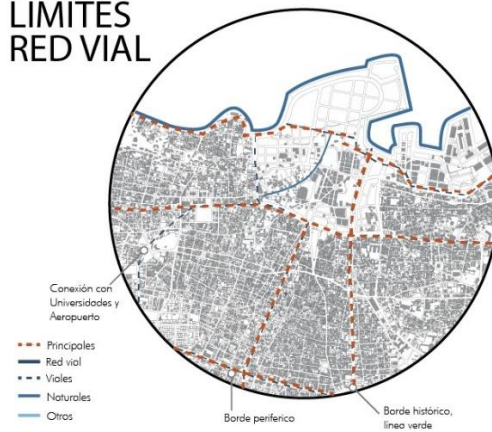 LIMITES
RED VIAL
Conexión con
Universidades y
Aeropuerto
Principales
Red viol
Violes
Naturales
Otros
Borde periferico
Borde histórico,
linea verde